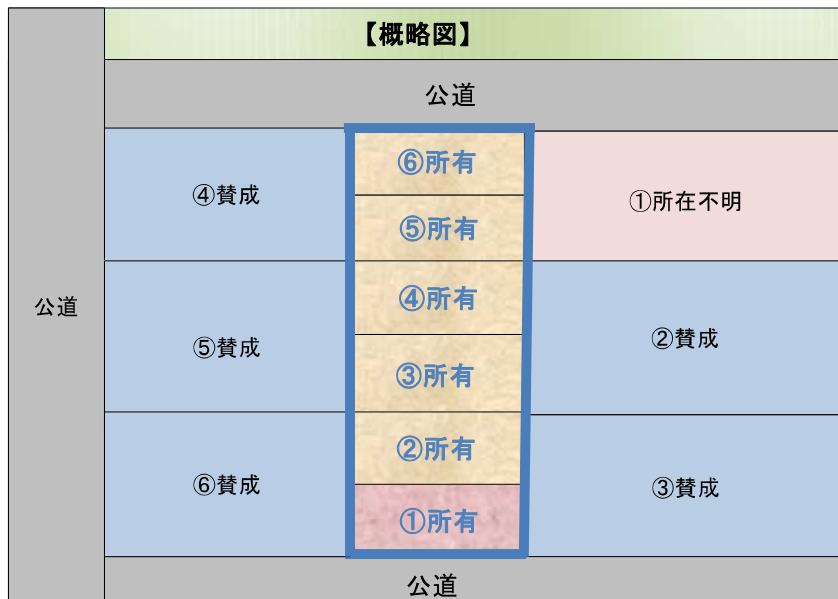 【概略図】
公道
公道
④賛成
⑤賛成
⑥賛成
⑥所有
⑤所有
④所有
③所有
②所有
①所有
①所在不明
②賛成
③賛成
公道